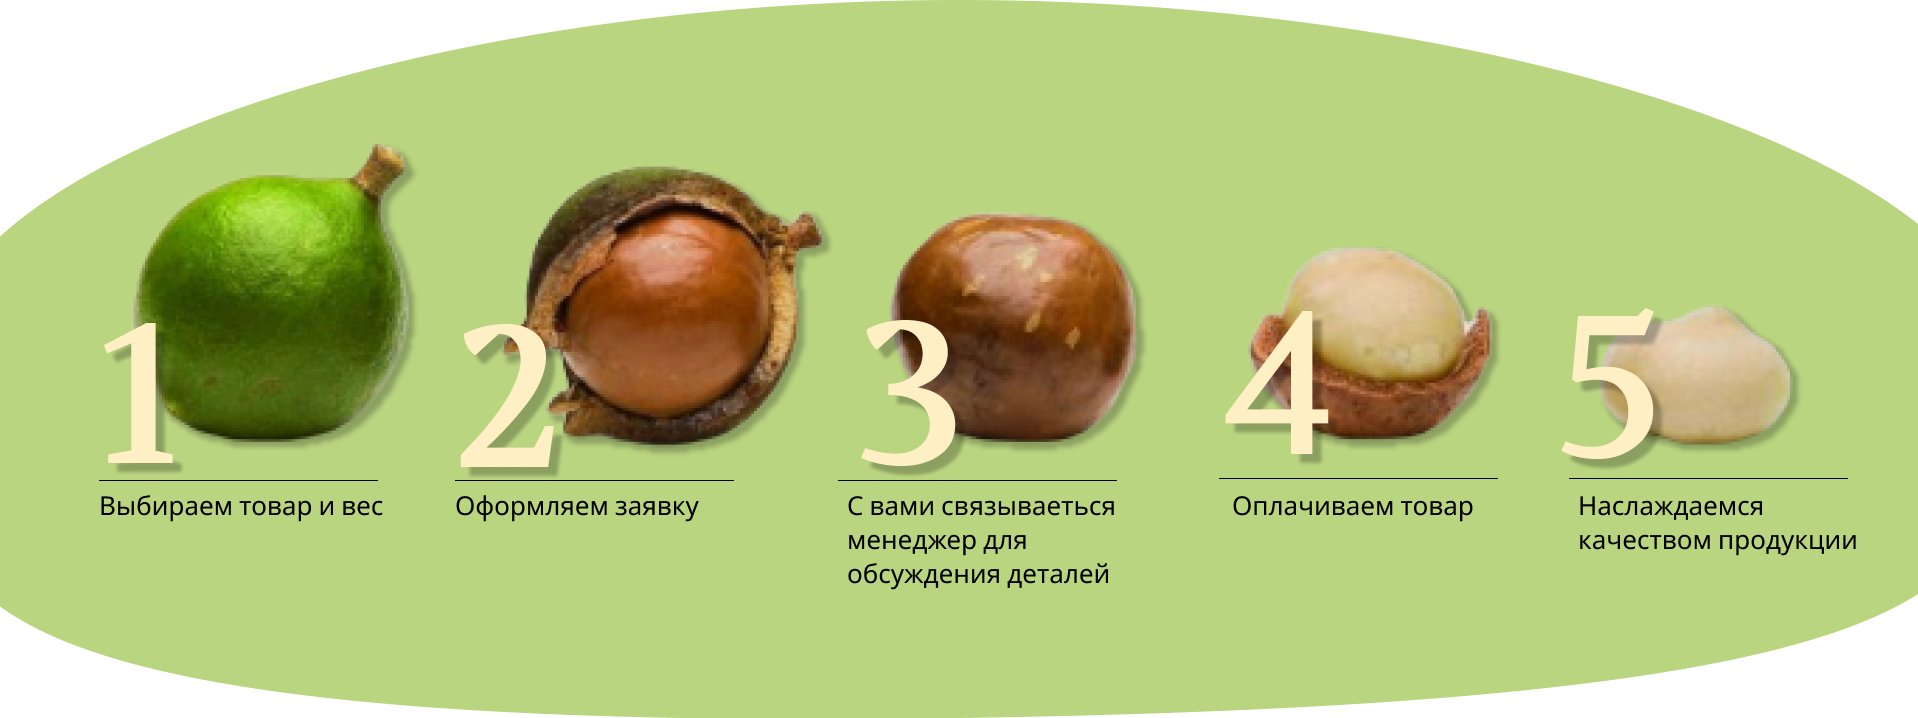 1
Выбираем товар и вес
2
Оформляем заявку
3
С вами связываеться
менеджер для
обсуждения деталей
4
Оплачиваем товар
5
Наслаждаемся
качеством продукции